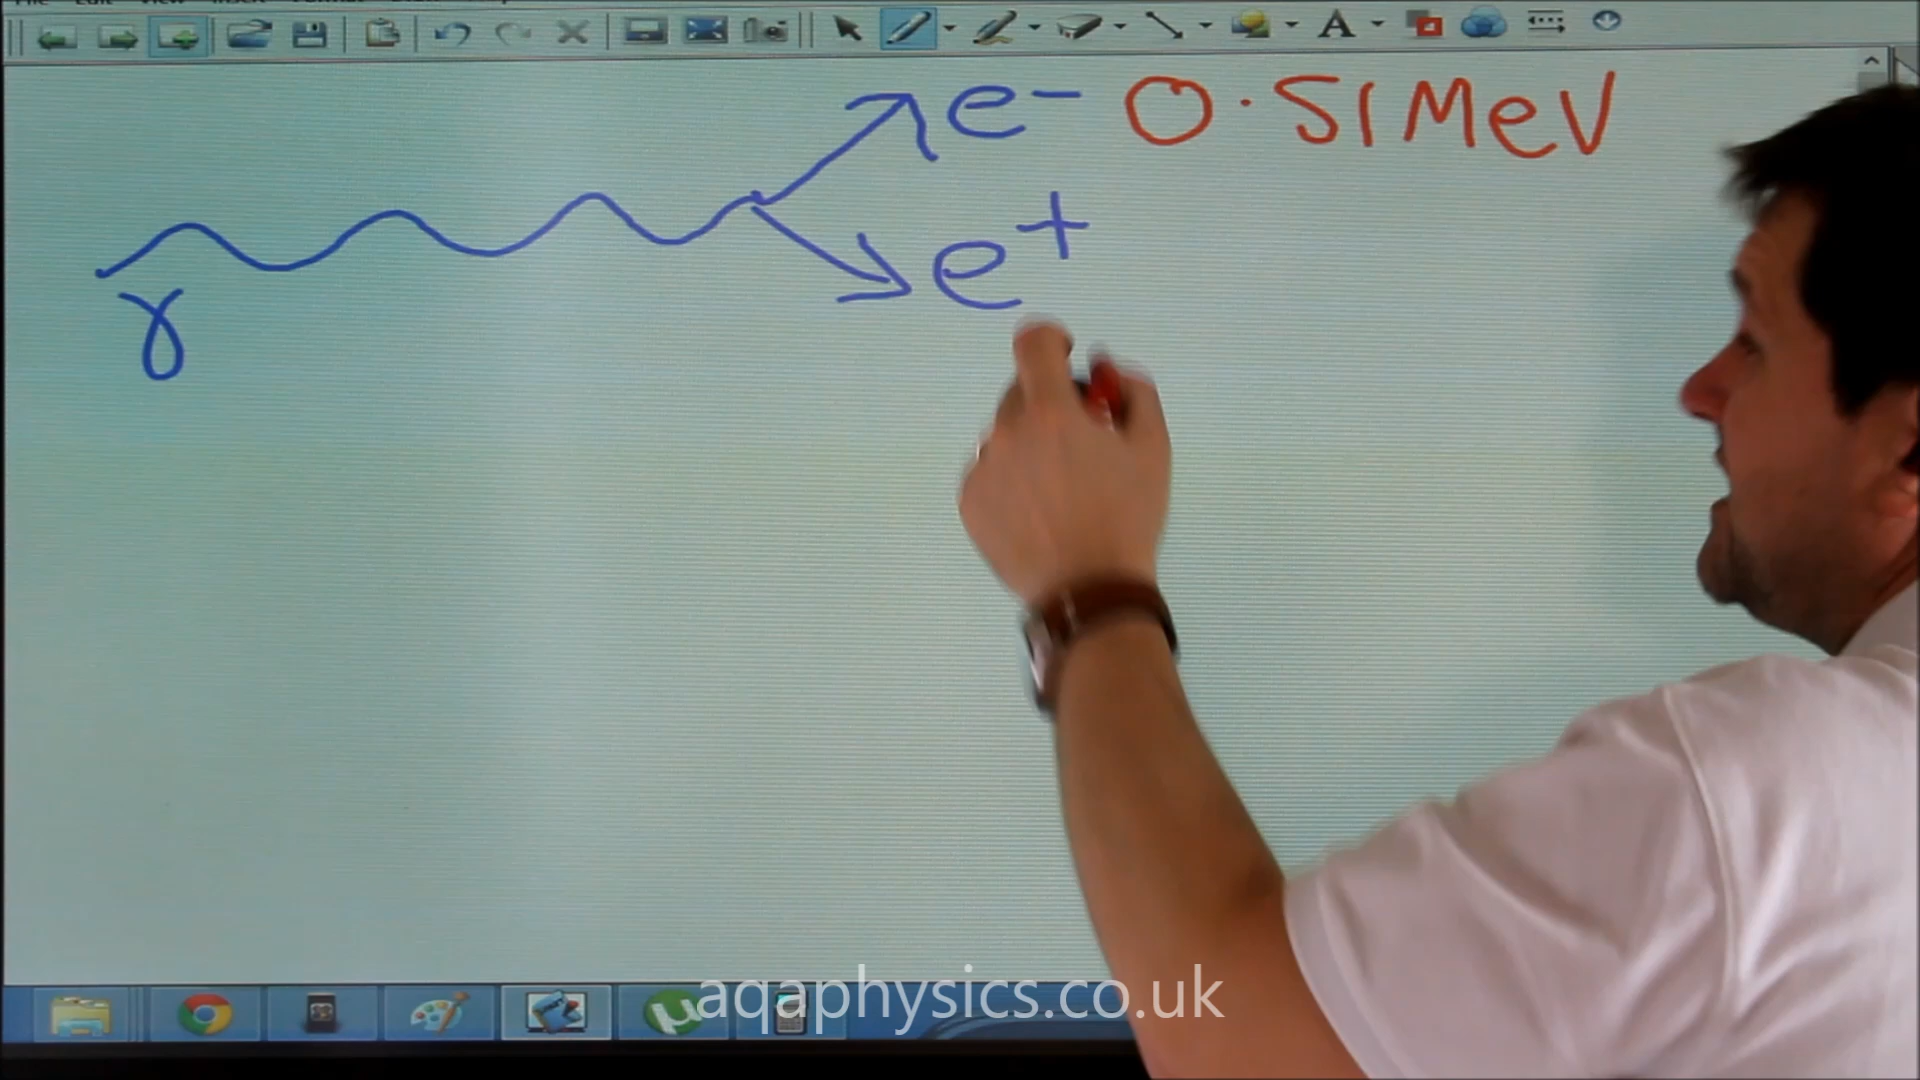 e- 0.51MeV
γ
e+
aqaphysics.co.uk